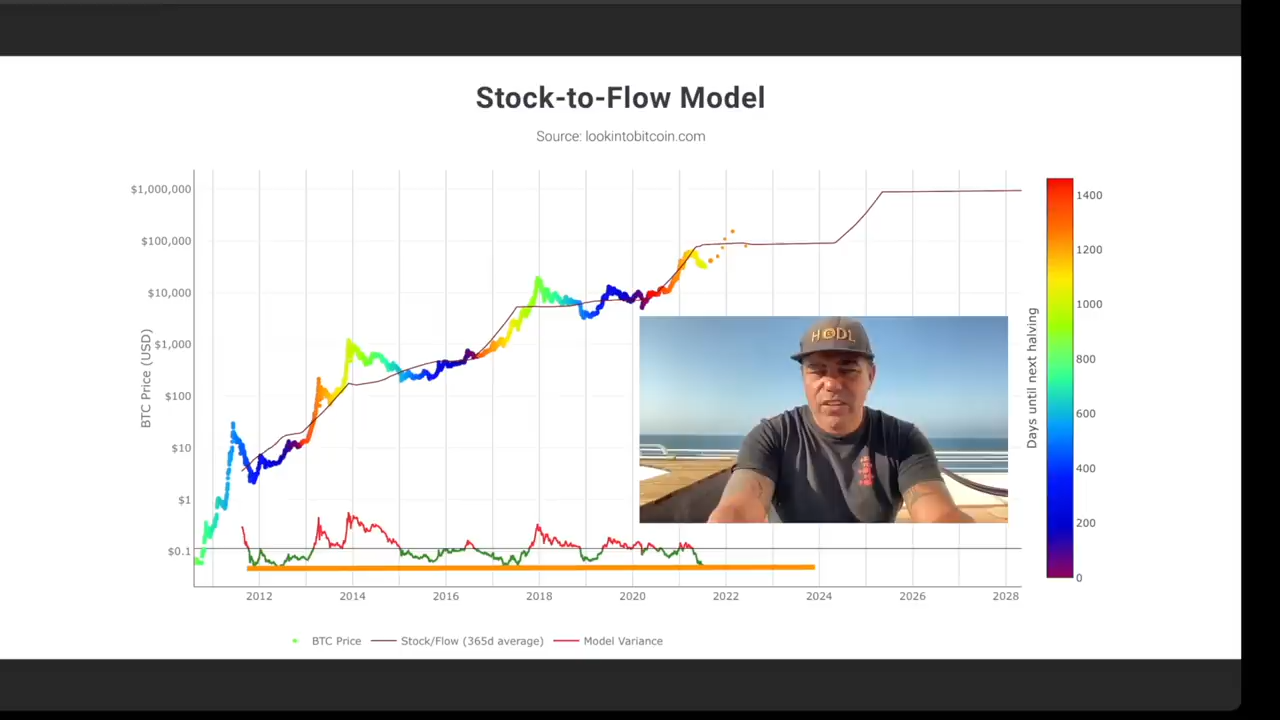 Stock-to-Flow Model
Source: lookintobitcoin.com
$1,000,000
$100,000
$10,000
$1,000
$100
$10
$1
$0.1
BTC Price (USD)
2012 2014 2016 2018 2020 2022 2024 2026 2028
BTC Price Stock/Flow (365d average) Model Variance
HODL
1400
1200
1000
800
600
400
200
0
Days until next halving